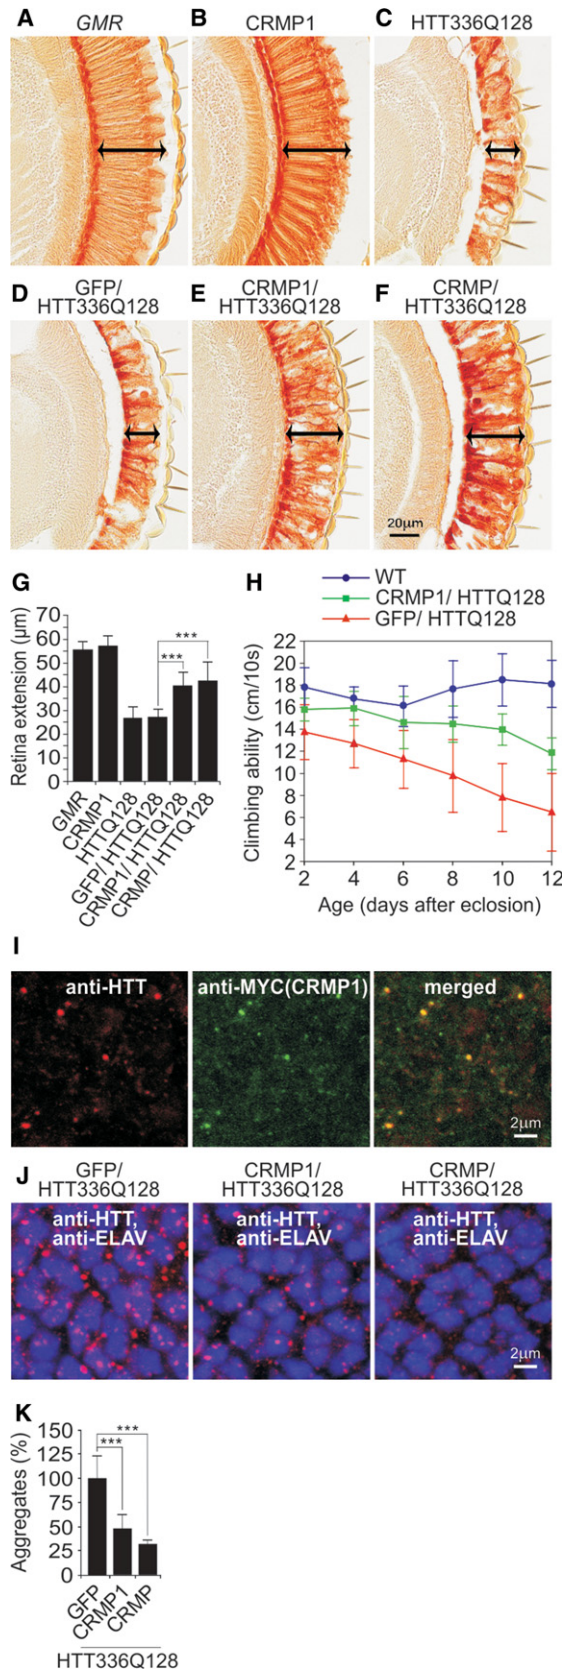 A GMR B CRMP1 C HTT336Q128
D GFP/ HTT336Q128 E CRMP1/ HTT336Q128 F CRMP/ HTT336Q128
20µm
G
Retina extension (µm)
70
60
50
40
30
20
10
0
***
***
GMR
CRMP1
HTTQ128
GFP/ HTTQ128
CRMP1/ HTTQ128
CRMP/ HTTQ128
H
WT
CRMP1/ HTTQ128
GFP/ HTTQ128
Climbing ability (cm/10s)
22
20
18
16
14
12
10
8
6
4
2
2 4 6 8 10 12
Age (days after eclosion)
I
anti-HTT anti-MYC(CRMP1) merged
2µm
J
GFP/ HTT336Q128 CRMP1/ HTT336Q128 CRMP/ HTT336Q128
anti-HTT, anti-ELAV anti-HTT, anti-ELAV anti-HTT, anti-ELAV
2µm
K
Aggregates (%)
150
125
100
75
50
25
0
***
***
GFP
CRMP1
CRMP
HTT336Q128